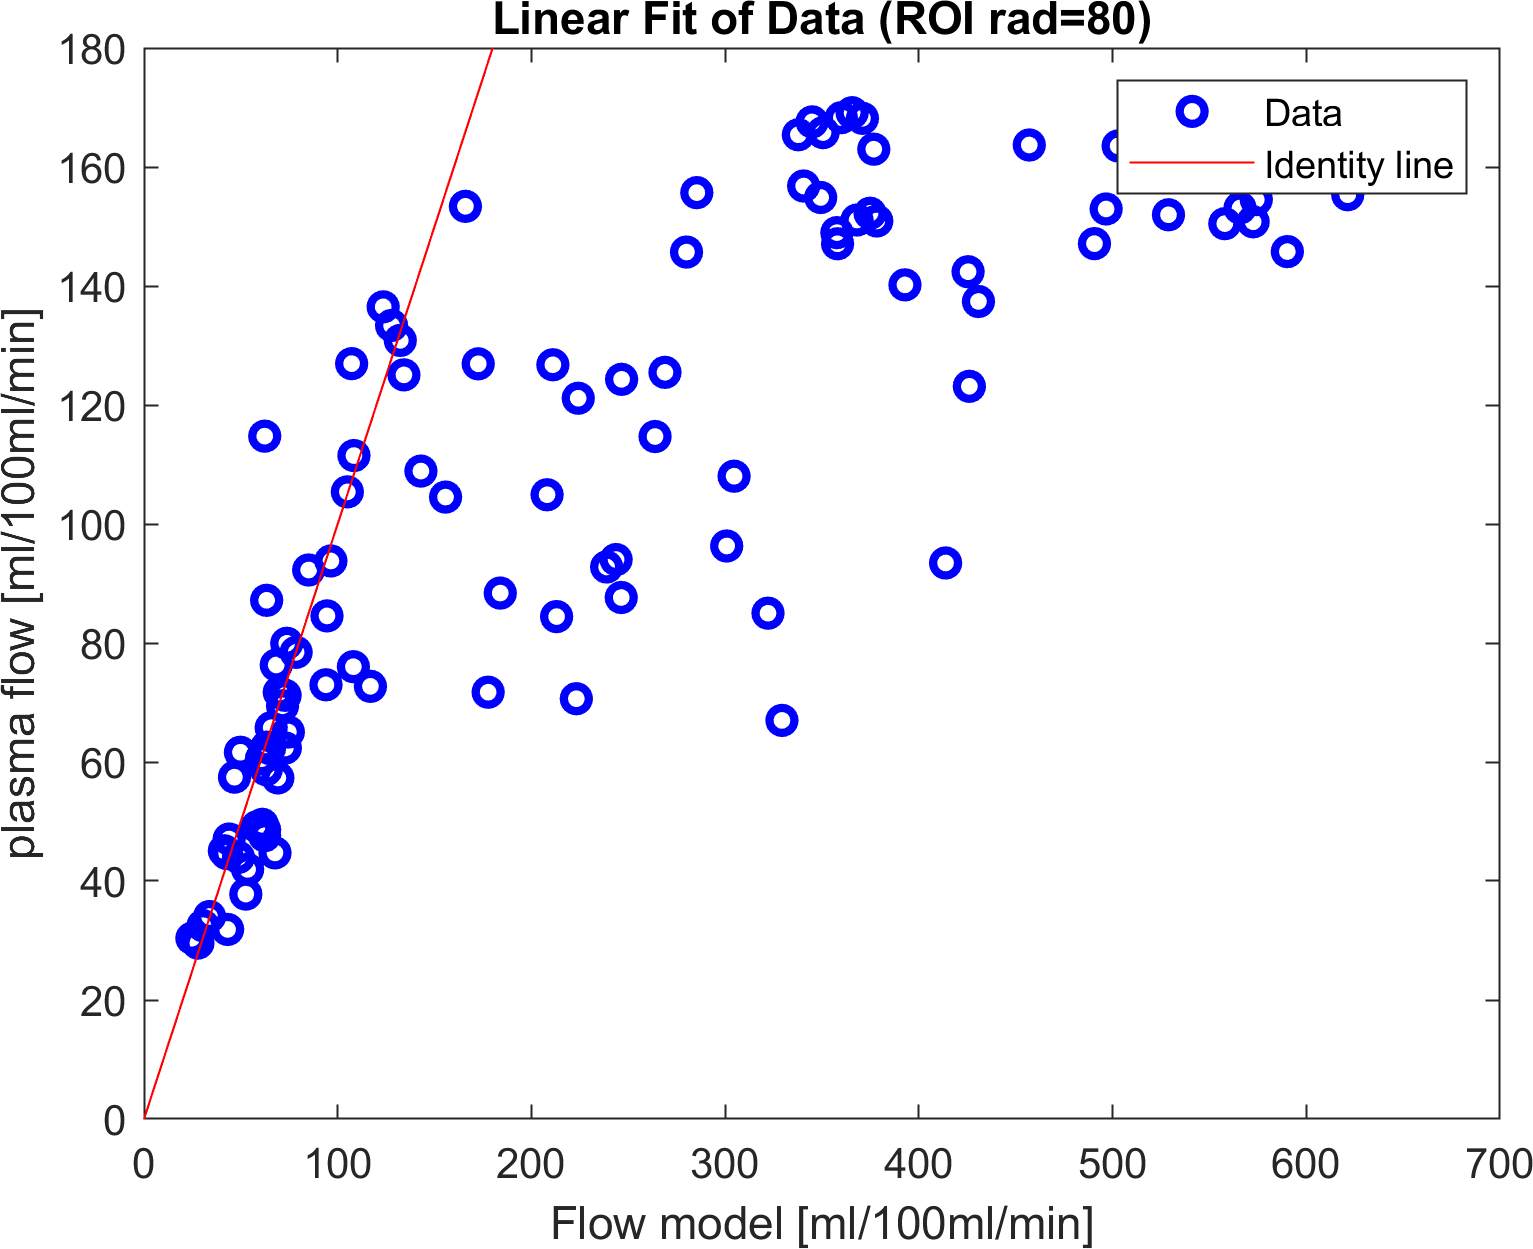 Linear Fit of Data (ROI rad=80)
180
160
140
120
100
80
60
40
20
0
plasma flow [ml/100ml/min]
Data
Identity line
0 100 200 300 400 500 600 700
Flow model [ml/100ml/min]